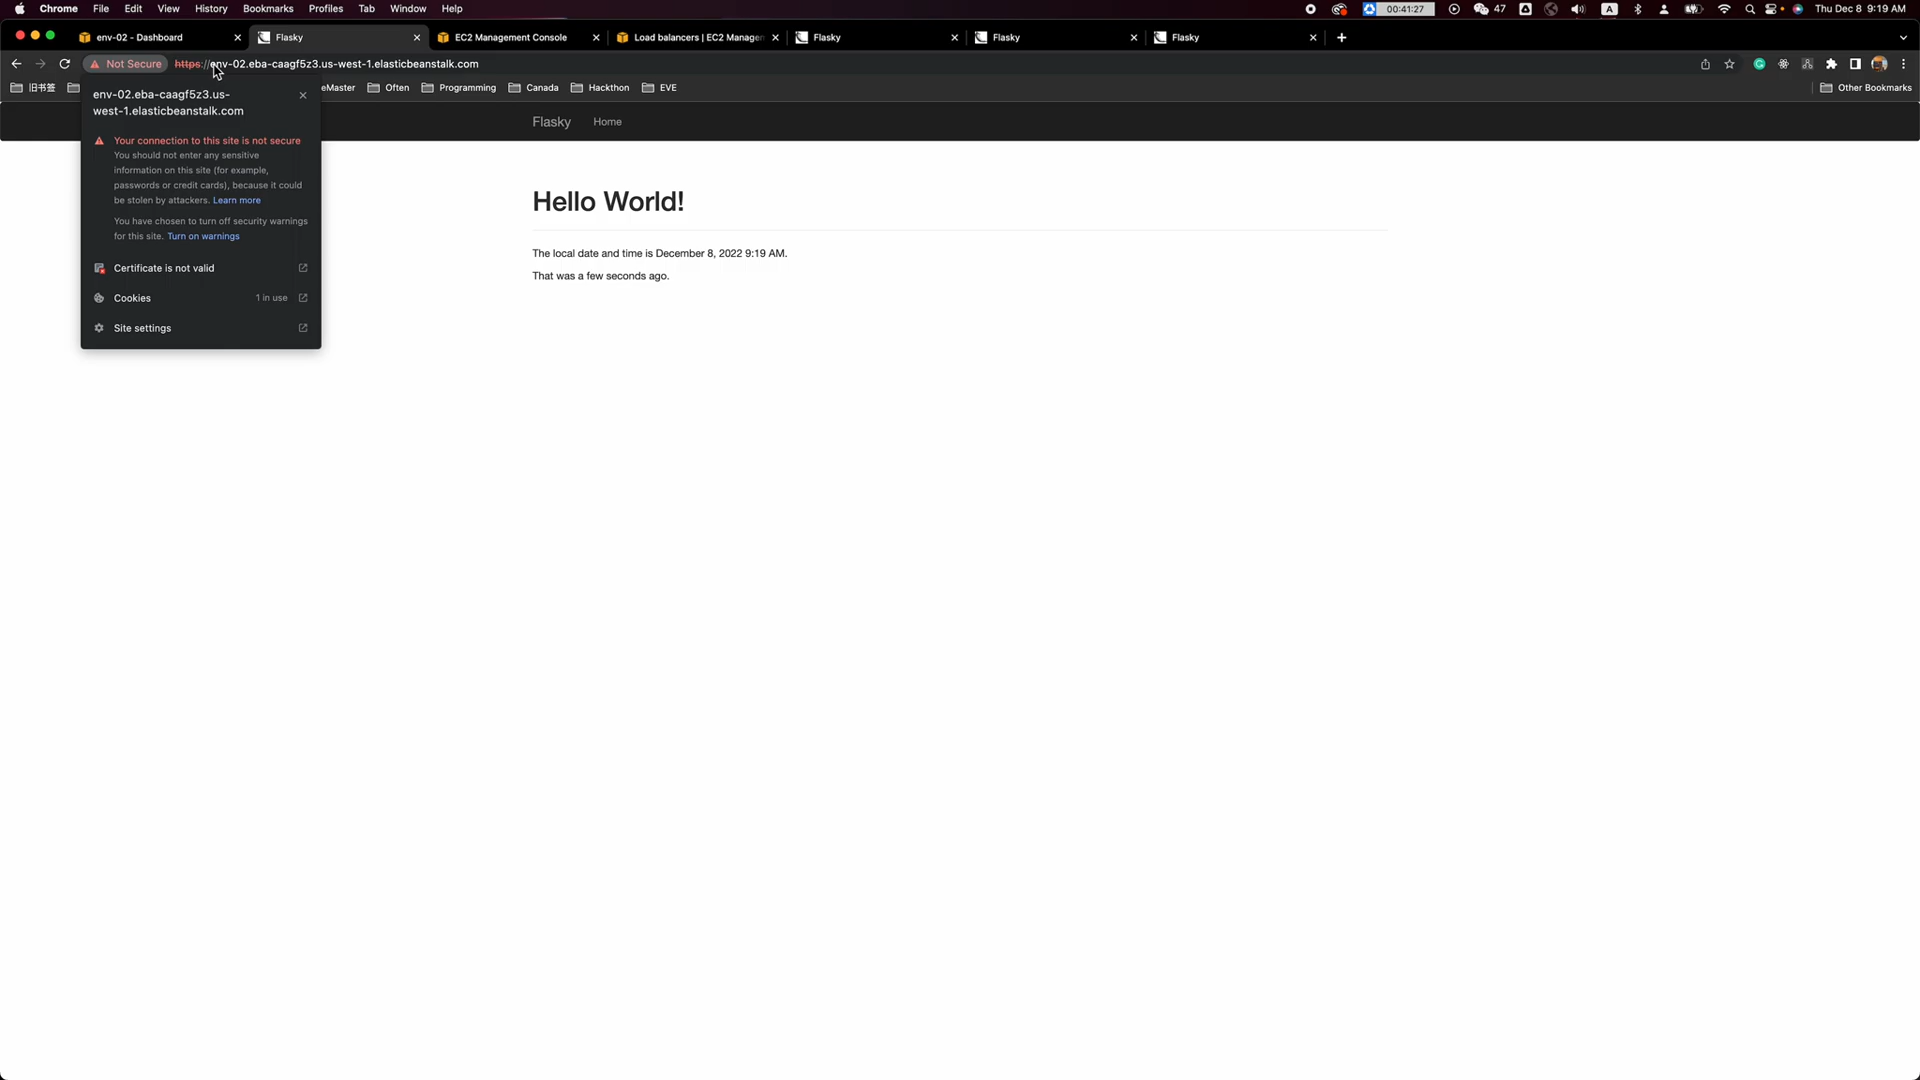 Chrome File Edit View History Bookmarks Profiles Tab Window Help 00:41:27 47 A Thu Dec 8 9:19 AM
env-02 - Dashboard Flasky EC2 Management Console Load balancers | EC2 Manager Flasky Flasky Flasky
Not Secure https://env-02.eba-caagf5z3.us-west-1.elasticbeanstalk.com
旧书签 eMaster Often Programming Canada Hackthon EVE Other Bookmarks
Flasky Home
env-02.eba-caagf5z3.us-
west-1.elasticbeanstalk.com
Your connection to this site is not secure
You should not enter any sensitive
information on this site (for example,
passwords or credit cards), because it could
be stolen by attackers. Learn more
You have chosen to turn off security warnings
for this site. Turn on warnings
Certificate is not valid
Cookies 1 in use
Site settings
Hello World!
The local date and time is December 8, 2022 9:19 AM.
That was a few seconds ago.